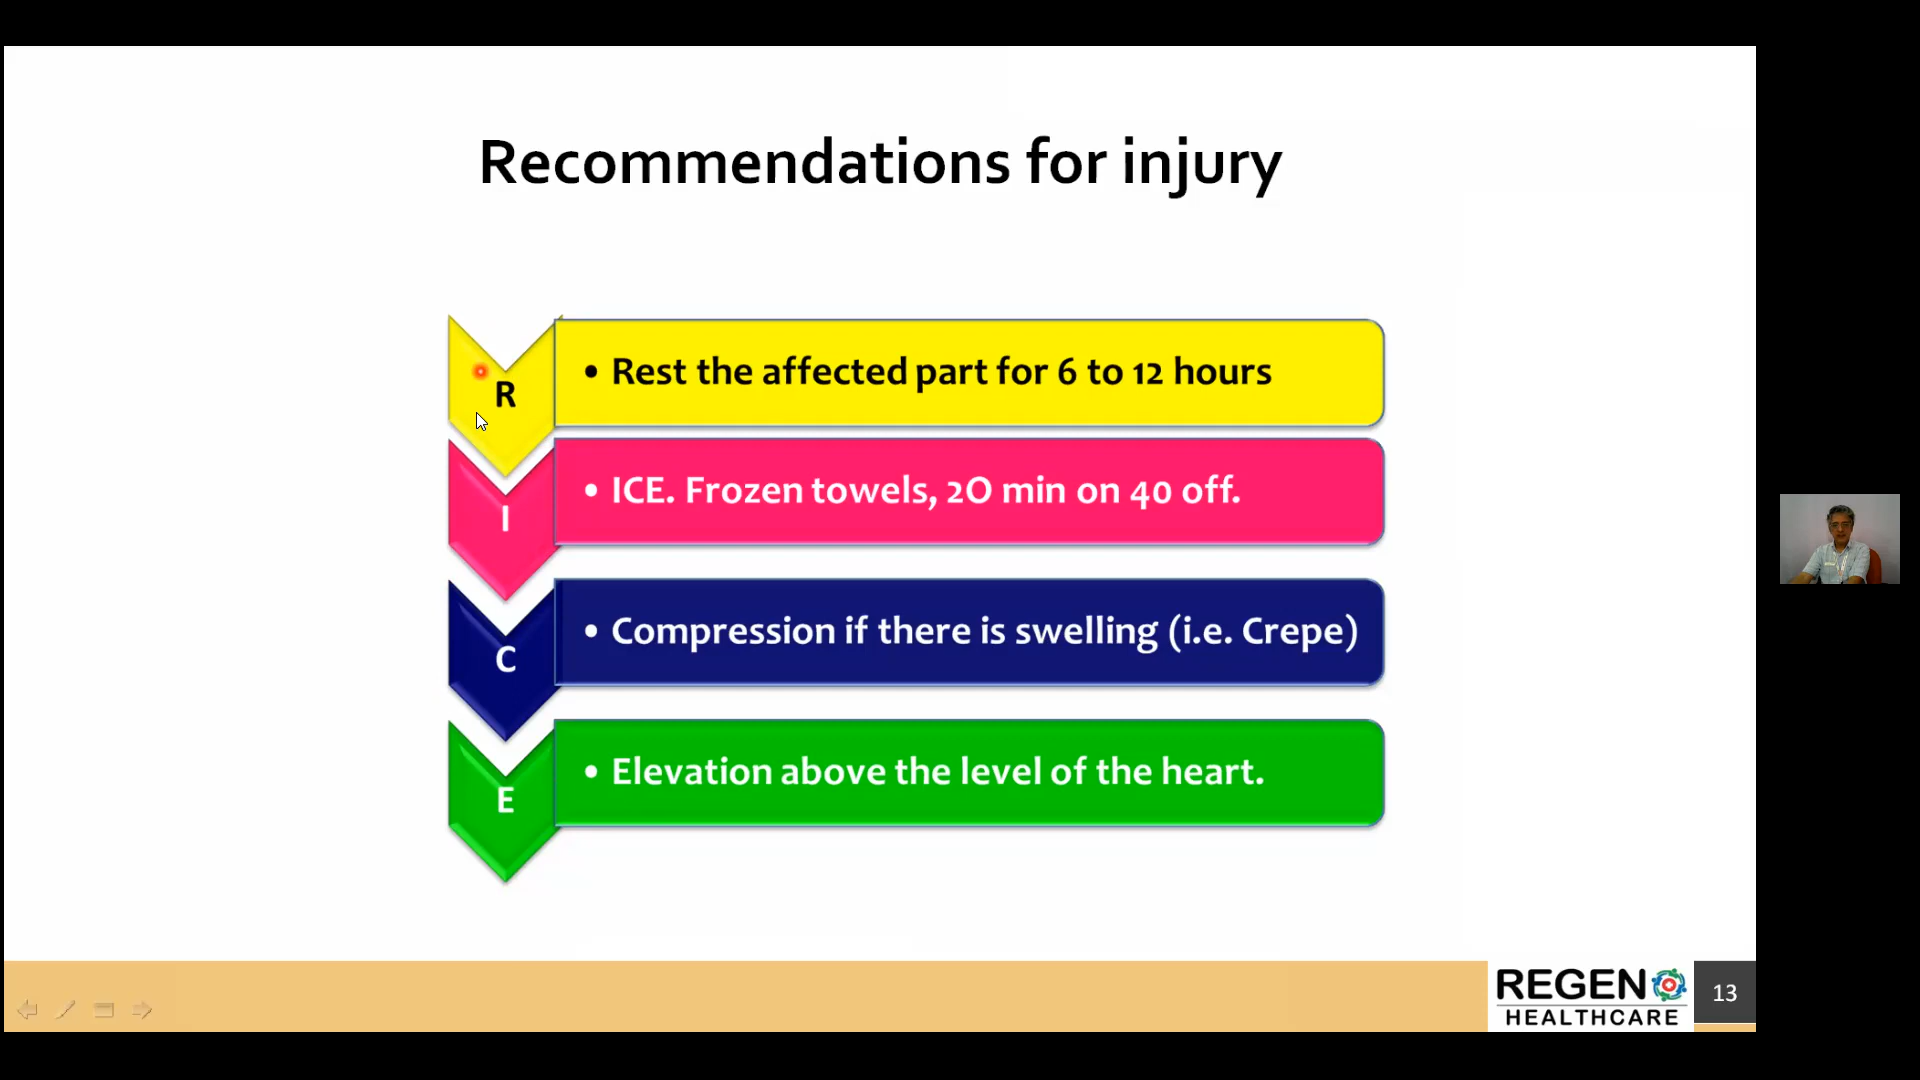 Recommendations for injury
R
• Rest the affected part for 6 to 12 hours
I
• ICE. Frozen towels, 2O min on 40 off.
C
• Compression if there is swelling (i.e. Crepe)
E
• Elevation above the level of the heart.
REGEN
HEALTHCARE
13